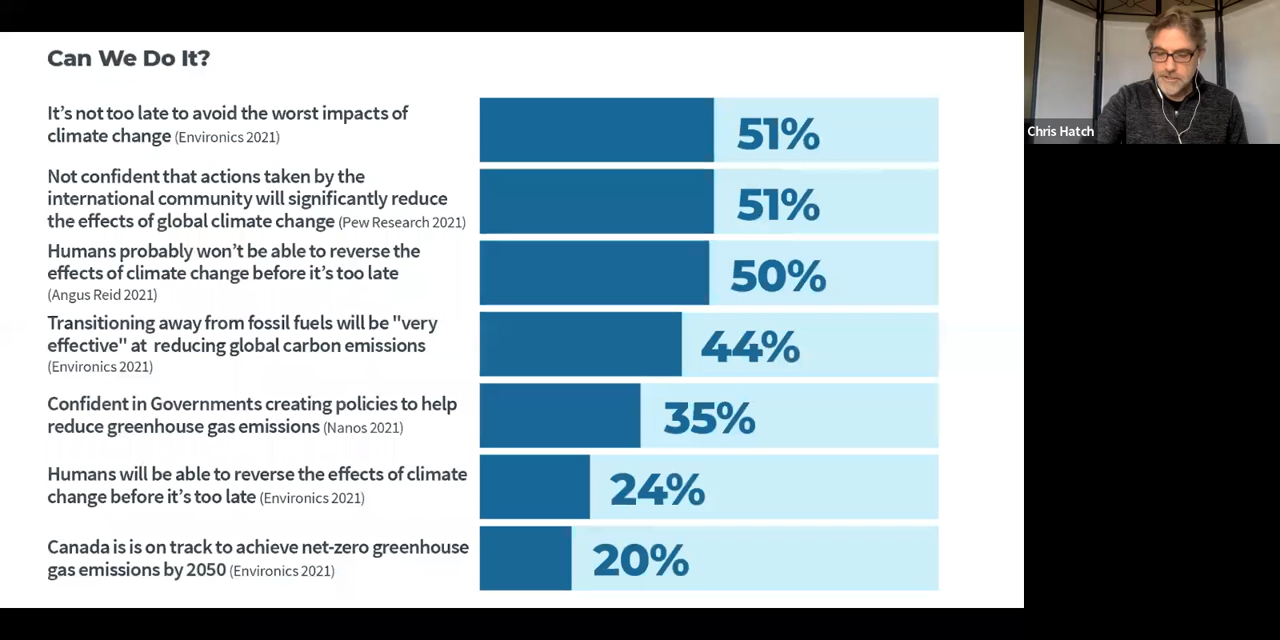 Can We Do It?
It's not too late to avoid the worst impacts of
climate change (Environics 2021)
51%
Not confident that actions taken by the
international community will significantly reduce
the effects of global climate change (Pew Research 2021)
51%
Humans probably won't be able to reverse the
effects of climate change before it's too late
(Angus Reid 2021)
50%
Transitioning away from fossil fuels will be "very
effective" at reducing global carbon emissions
(Environics 2021)
44%
Confident in Governments creating policies to help
reduce greenhouse gas emissions (Nanos 2021)
35%
Humans will be able to reverse the effects of climate
change before it's too late (Environics 2021)
24%
Canada is is on track to achieve net-zero greenhouse
gas emissions by 2050 (Environics 2021)
20%
Chris Hatch